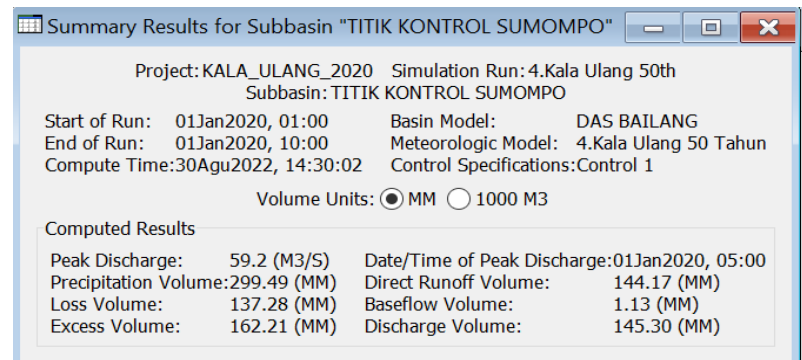 Summary Results for Subbasin "TITIK KONTROL SUMOMPO"
Project: KALA_ULANG_2020 Simulation Run: 4.Kala Ulang 50th
Subbasin: TITIK KONTROL SUMOMPO
Start of Run: 01Jan2020, 01:00 Basin Model: DAS BAILANG
End of Run: 01Jan2020, 10:00 Meteorologic Model: 4.Kala Ulang 50 Tahun
Compute Time:30Agu2022, 14:30:02 Control Specifications:Control 1
Volume Units: MM 1000 M3
Computed Results
Peak Discharge: 59.2 (M3/S) Date/Time of Peak Discharge:01Jan2020, 05:00
Precipitation Volume:299.49 (MM) Direct Runoff Volume: 144.17 (MM)
Loss Volume: 137.28 (MM) Baseflow Volume: 1.13 (MM)
Excess Volume: 162.21 (MM) Discharge Volume: 145.30 (MM)